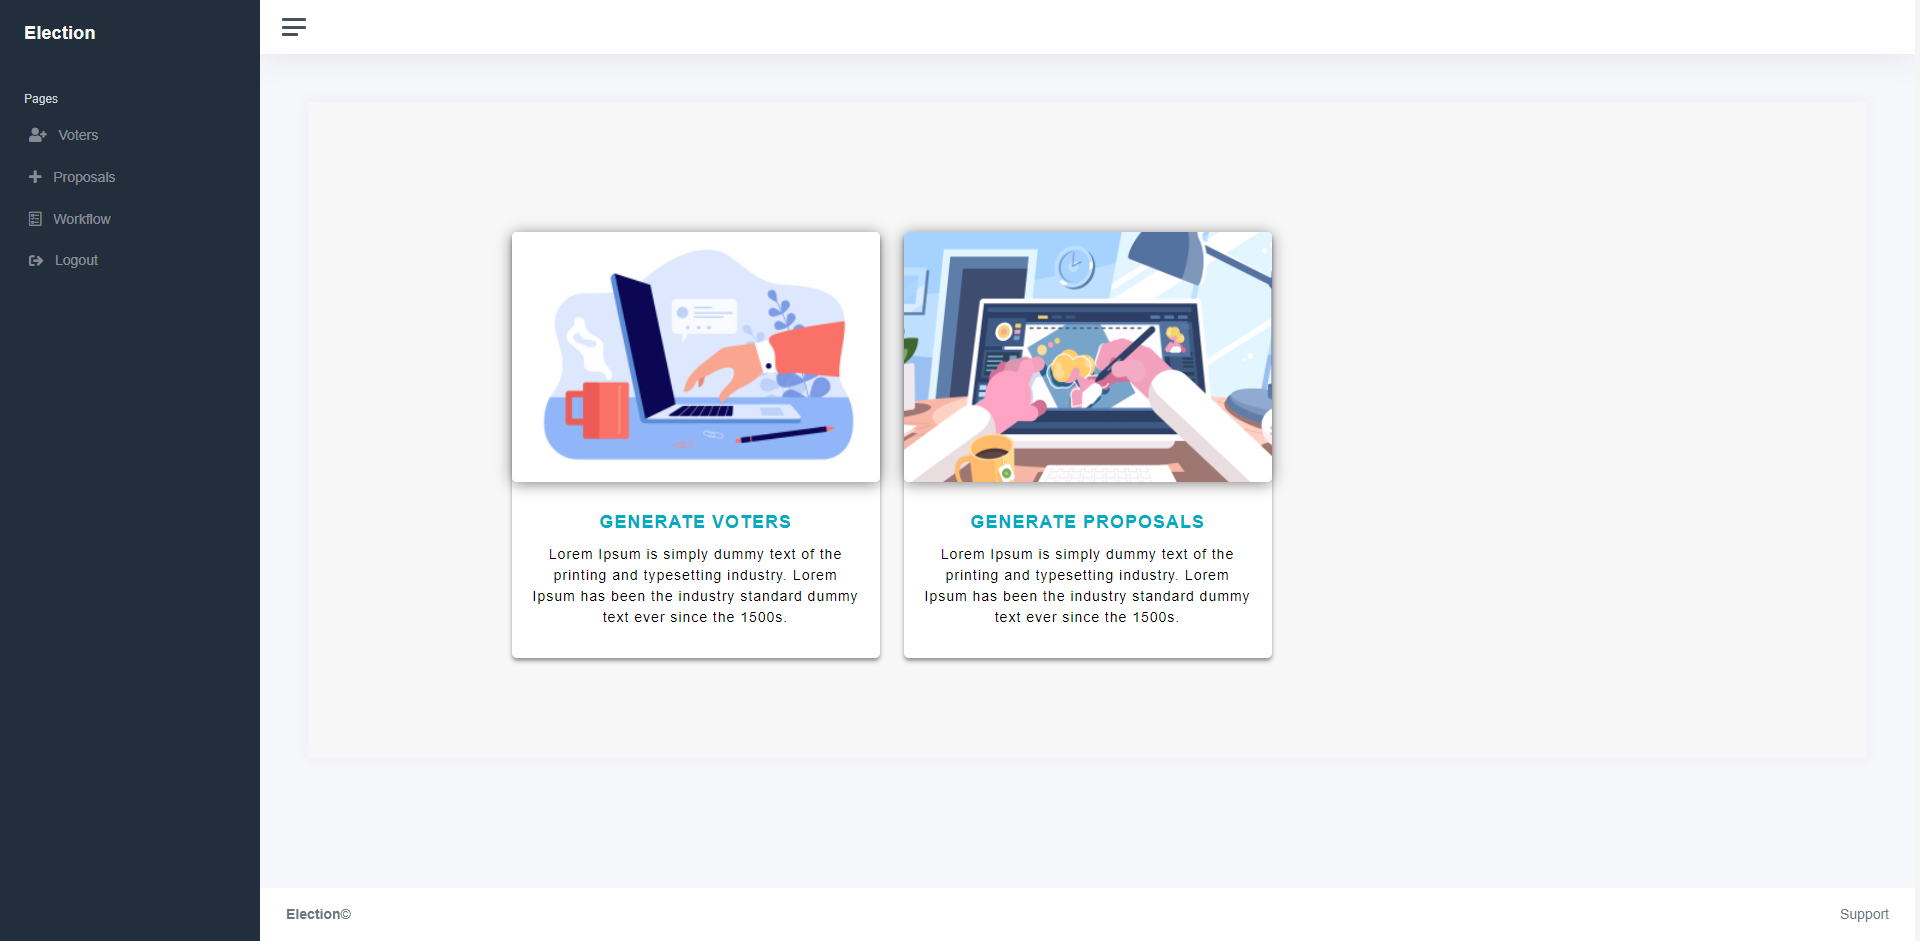 Election
Pages
Voters
Proposals
Workflow
Logout
GENERATE VOTERS
Lorem Ipsum is simply dummy text of the
printing and typesetting industry. Lorem
Ipsum has been the industry standard dummy
text ever since the 1500s.
GENERATE PROPOSALS
Lorem Ipsum is simply dummy text of the
printing and typesetting industry. Lorem
Ipsum has been the industry standard dummy
text ever since the 1500s.
Election©
Support